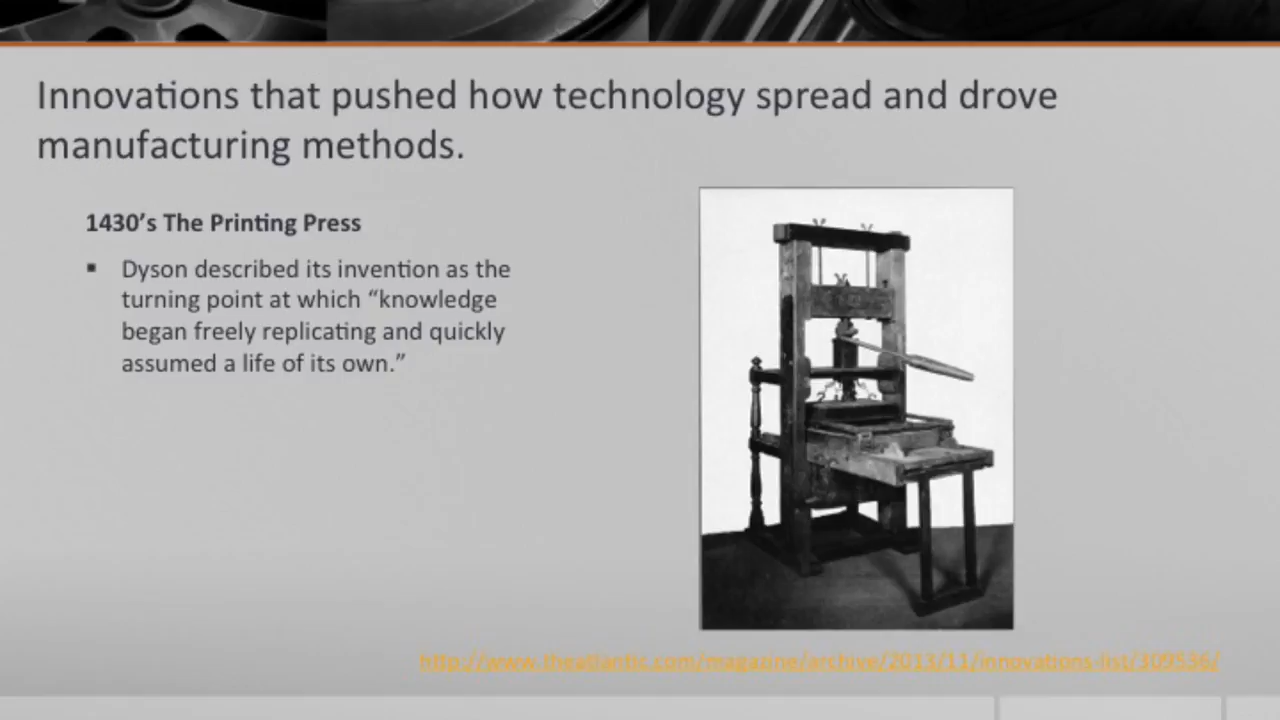 Innovations that pushed how technology spread and drove
manufacturing methods.
1430’s The Printing Press
▪ Dyson described its invention as the
turning point at which “knowledge
began freely replicating and quickly
assumed a life of its own.”
http://www.theatlantic.com/magazine/archive/2013/11/innovations-list/309536/